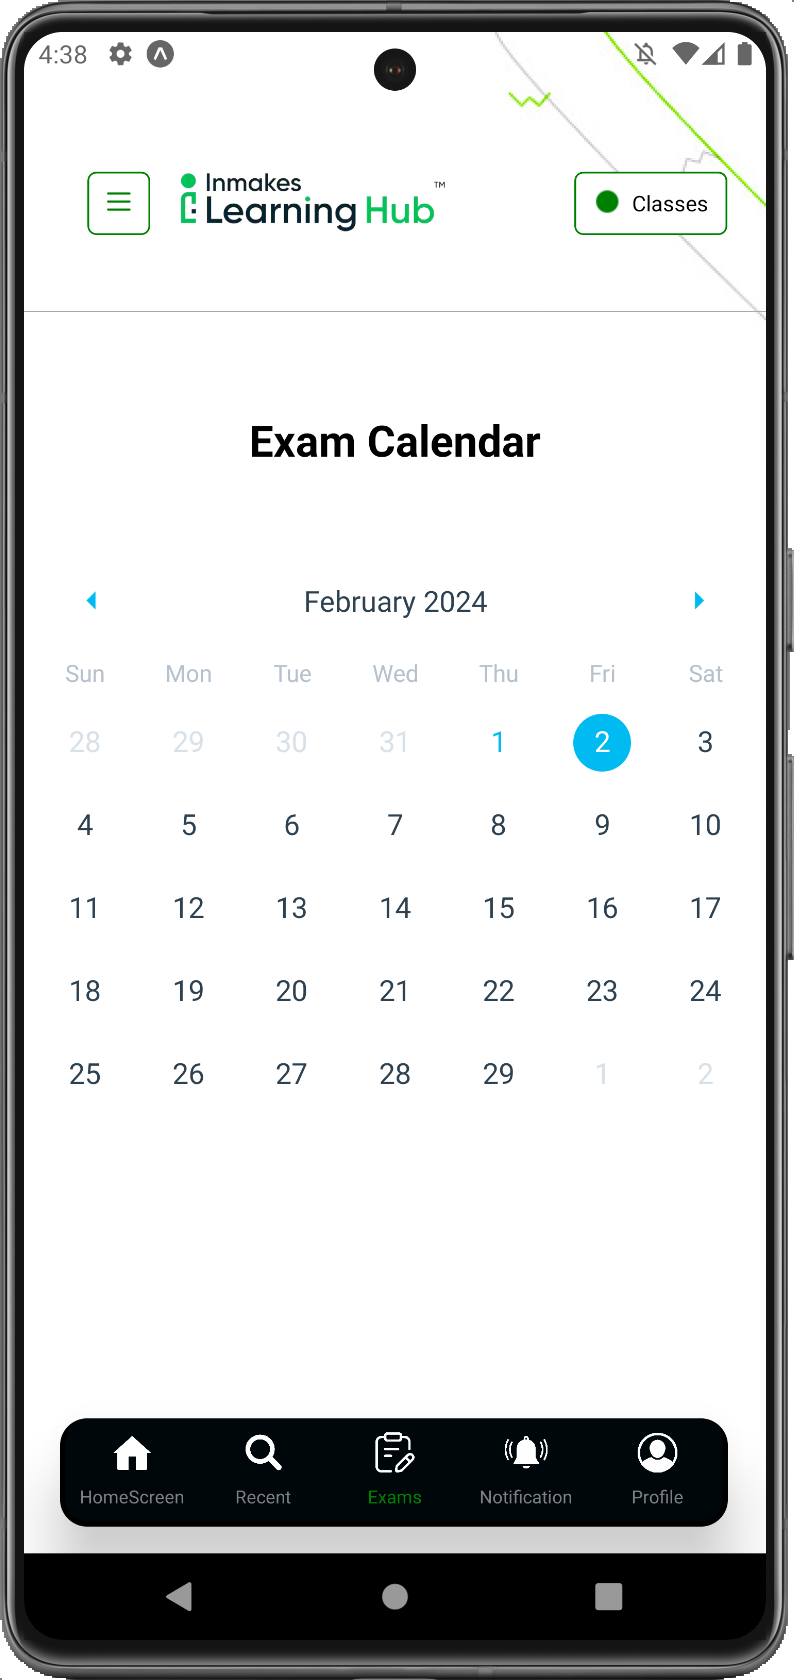 4:38
Inmakes
Learning Hub™
Classes
Exam Calendar
February 2024
Sun Mon Tue Wed Thu Fri Sat
28 29 30 31 1 2 3
4 5 6 7 8 9 10
11 12 13 14 15 16 17
18 19 20 21 22 23 24
25 26 27 28 29 1 2
HomeScreen Recent Exams Notification Profile